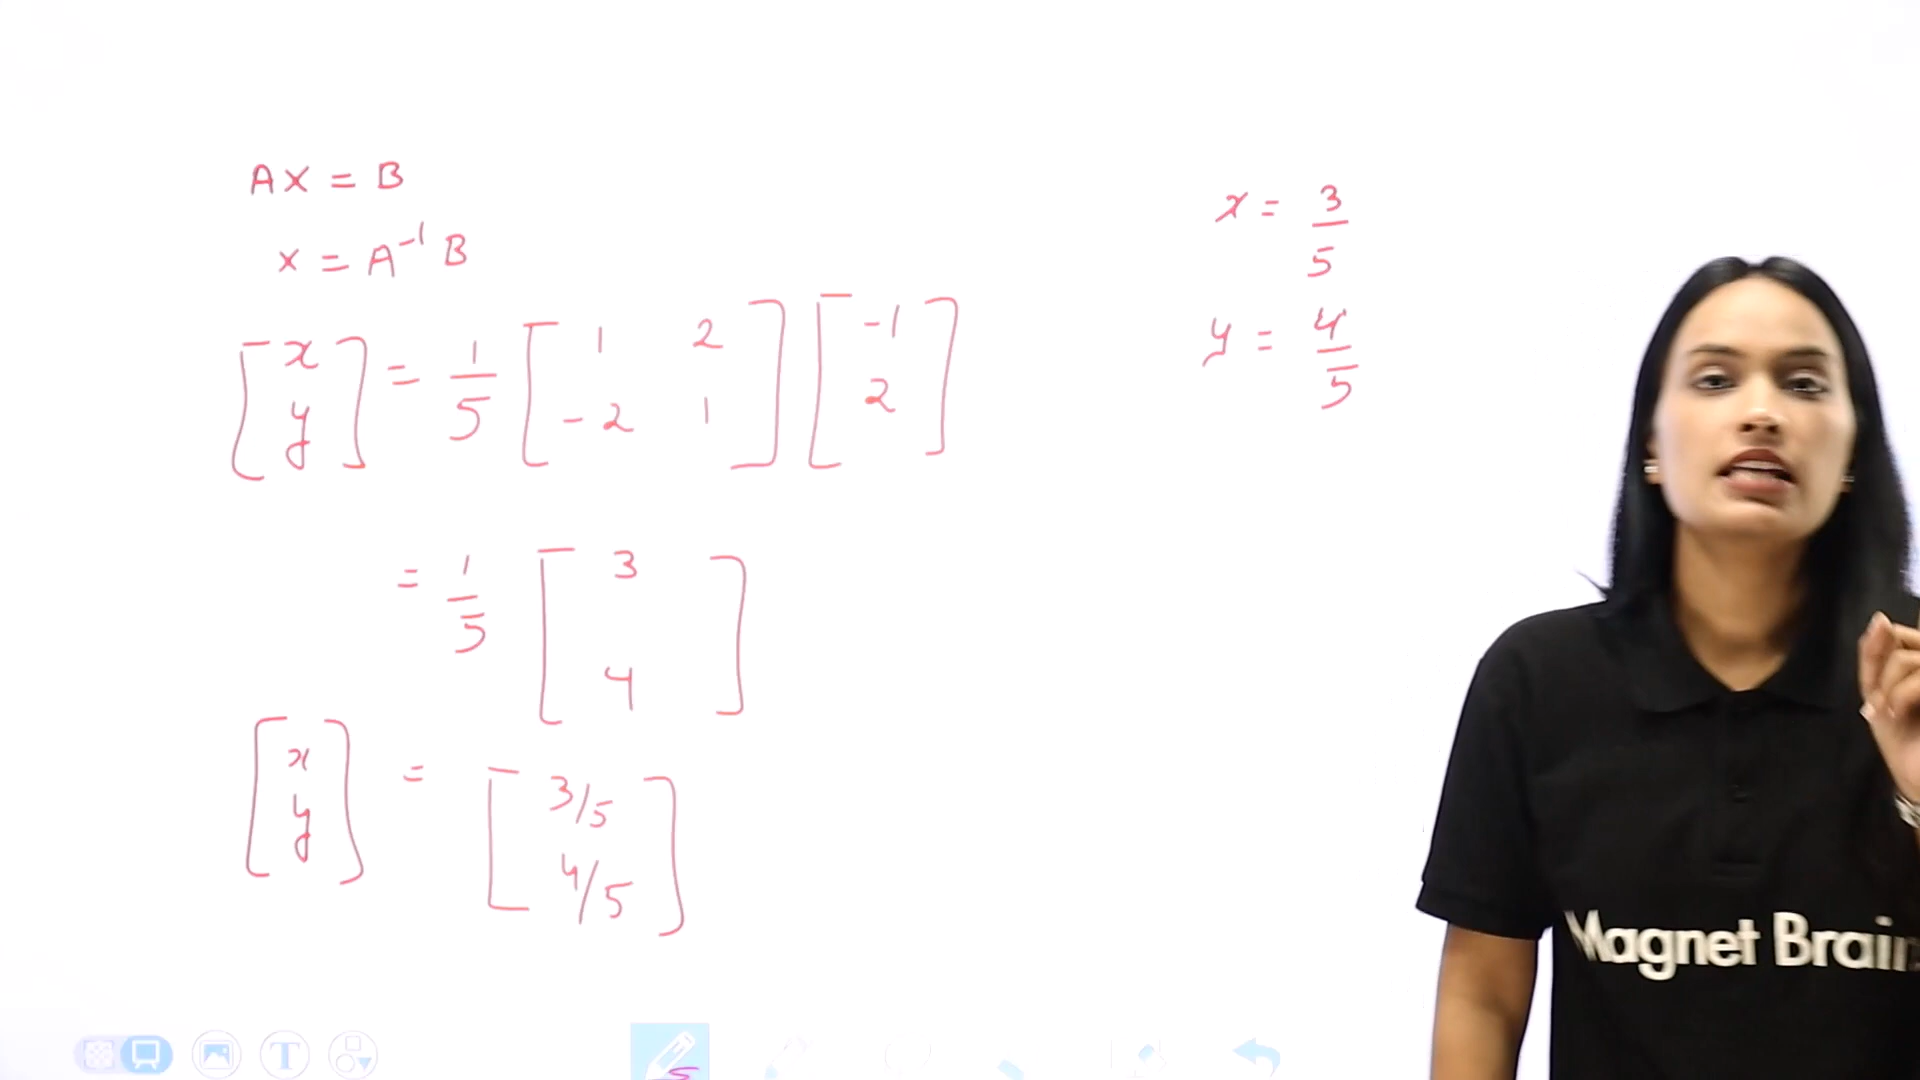 AX = B
x = A⁻¹ B
[x y] = 1/5 [1 2 -2 1] [-1 2]
= 1/5 [3 4]
[x y] = [3/5 4/5]
x = 3/5
y = 4/5
Magnet Brain
T